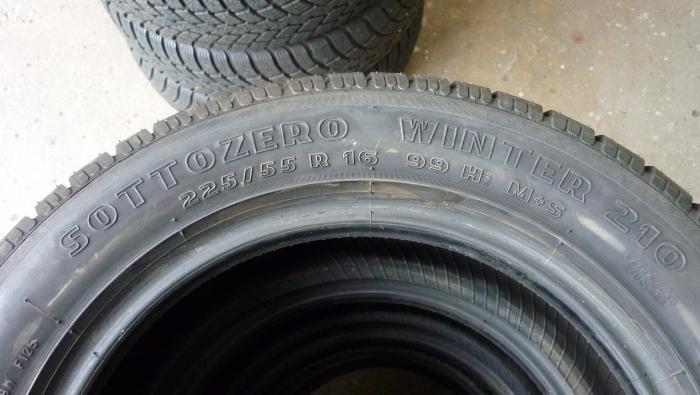 SOTTOZERO WINTER 210
225/55 R 16 99 H M+S